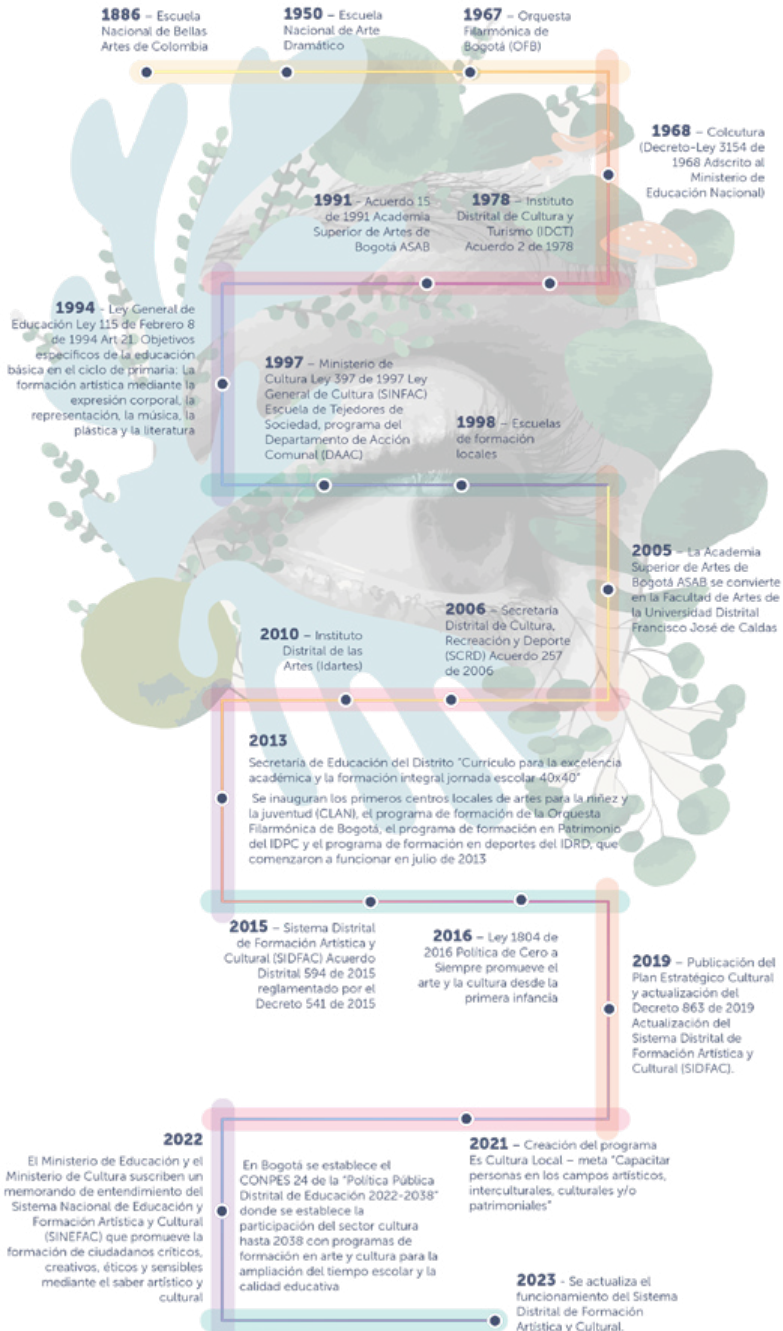 1886 – Escuela
Nacional de Bellas
Artes de Colombia
1950 – Escuela
Nacional de Arte
Dramático
1967 – Orquesta
Filarmónica de
Bogotá (OFB)
1968 – Colcutura
(Decreto-Ley 3154 de
1968 Adscrito al
Ministerio de
Educación Nacional)
1978 – Instituto
Distrital de Cultura y
Turismo (IDCT)
Acuerdo 2 de 1978
1991 - Acuerdo 15
de 1991 Academia
Superior de Artes de
Bogotá ASAB
1994 - Ley General de
Educación Ley 115 de Febrero 8
de 1994 Art 21. Objetivos
específicos de la educación
básica en el ciclo de primaria: La
formación artística mediante la
expresión corporal, la
representación, la música, la
plástica y la literatura
1997 – Ministerio de
Cultura Ley 397 de 1997 Ley
General de Cultura (SINFAC)
Escuela de Tejedores de
Sociedad, programa del
Departamento de Acción
Comunal (DAAC)
1998 – Escuelas
de formación
locales
2005 – La Academia
Superior de Artes de
Bogotá ASAB se convierte
en la Facultad de Artes de
la Universidad Distrital
Francisco José de Caldas
2006 – Secretaría
Distrital de Cultura,
Recreación y Deporte
(SCRD) Acuerdo 257
de 2006
2010 – Instituto
Distrital de las
Artes (Idartes)
2013
Secretaría de Educación del Distrito "Currículo para la excelencia
académica y la formación integral jornada escolar 40x40"
Se inauguran los primeros centros locales de artes para la niñez y
la juventud (CLAN), el programa de formación de la Orquesta
Filarmónica de Bogotá, el programa de formación en Patrimonio
del IDPC y el programa de formación en deportes del IDRD, que
comenzaron a funcionar en julio de 2013
2015 – Sistema Distrital
de Formación Artística y
Cultural (SIDFAC) Acuerdo
Distrital 594 de 2015
reglamentado por el
Decreto 541 de 2015
2016 – Ley 1804 de
2016 Política de Cero a
Siempre promueve el
arte y la cultura desde la
primera infancia
2019 – Publicación del
Plan Estratégico Cultural
y actualización del
Decreto 863 de 2019
Actualización del
Sistema Distrital de
Formación Artística y
Cultural (SIDFAC).
2021 – Creación del programa
Es Cultura Local – meta "Capacitar
personas en los campos artísticos,
interculturales, culturales y/o
patrimoniales"
2022
El Ministerio de Educación y el
Ministerio de Cultura suscriben un
memorando de entendimiento del
Sistema Nacional de Educación y
Formación Artística y Cultural
(SINEFAC) que promueve la
formación de ciudadanos críticos,
creativos, éticos y sensibles
mediante el saber artístico y
cultural
En Bogotá se establece el
CONPES 24 de la "Política Pública
Distrital de Educación 2022-2038"
donde se establece la
participación del sector cultura
hasta 2038 con programas de
formación en arte y cultura para la
ampliación del tiempo escolar y la
calidad educativa
2023 - Se actualiza el
funcionamiento del Sistema
Distrital de Formación
Artística y Cultural.